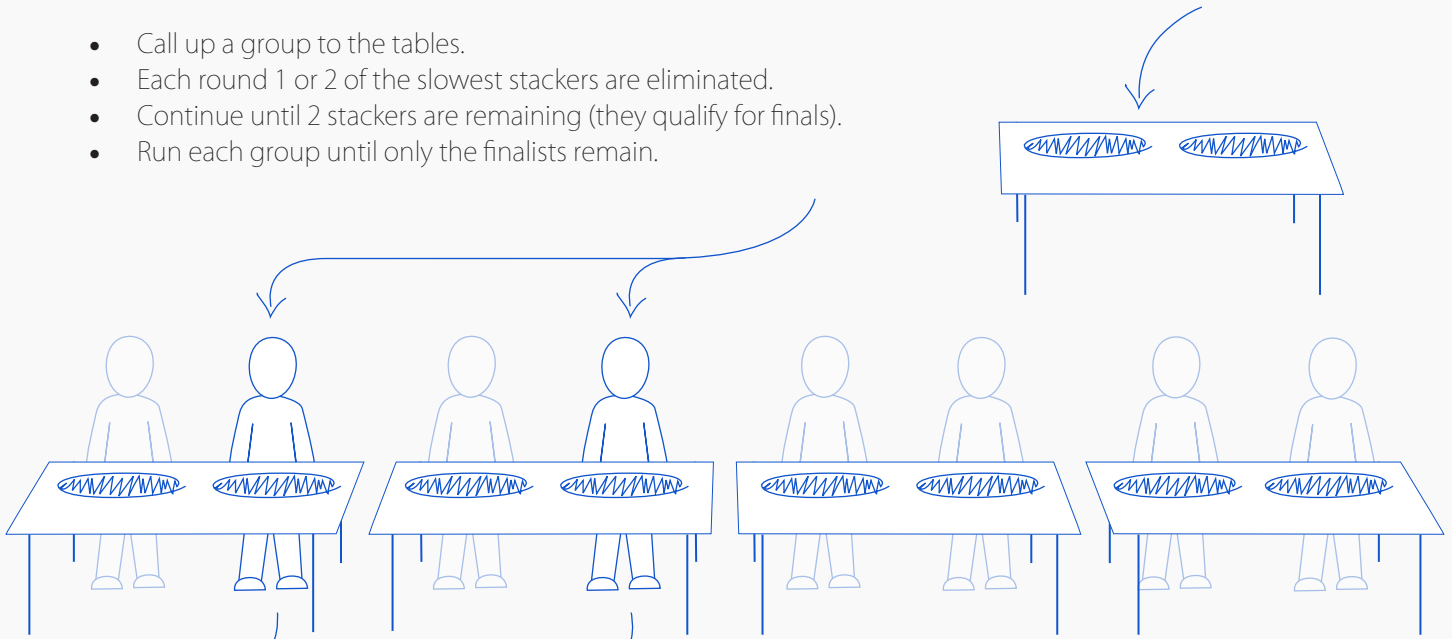 • Call up a group to the tables.
• Each round 1 or 2 of the slowest stackers are eliminated.
• Continue until 2 stackers are remaining (they qualify for finals).
• Run each group until only the finalists remain.